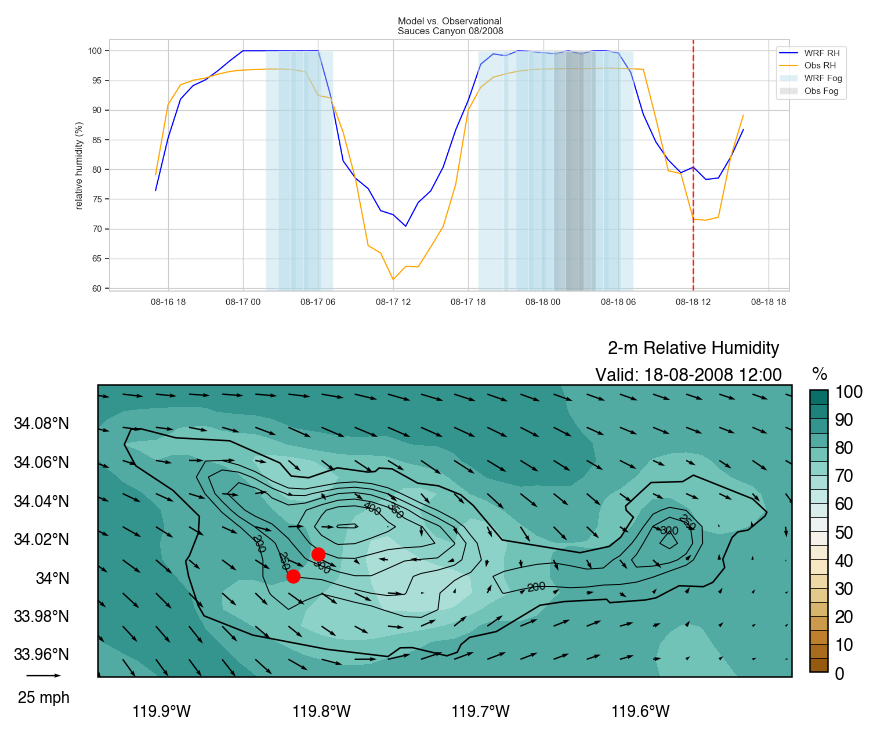 Model vs. Observational
Sauces Canyon 08/2008
relative humidity (%)
100
95
90
85
80
75
70
65
60
08-16 18
08-17 00
08-17 06
08-17 12
08-17 18
08-18 00
08-18 06
08-18 12
08-18 18
WRF RH
Obs RH
WRF Fog
Obs Fog
2-m Relative Humidity
Valid: 18-08-2008 12:00
%
34.08°N
34.06°N
34.04°N
34.02°N
34°N
33.98°N
33.96°N
25 mph
119.9°W
119.8°W
119.7°W
119.6°W
400
200
300
200
300
200
100
90
80
70
60
50
40
30
20
10
0